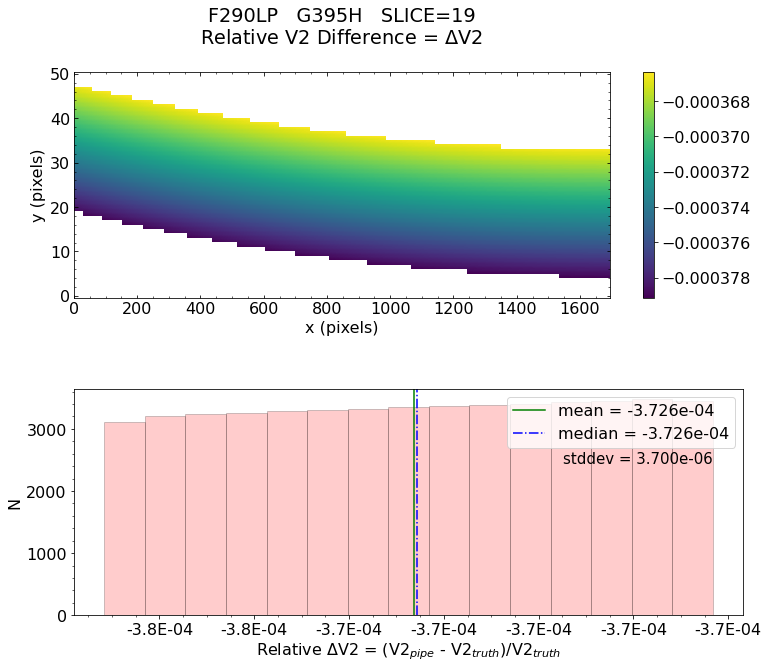 F290LP G395H SLICE=19
Relative V2 Difference = ΔV2
50
40
30
20
10
0
y (pixels)
0 200 400 600 800 1000 1200 1400 1600
x (pixels)
−0.000368
−0.000370
−0.000372
−0.000374
−0.000376
−0.000378
3000
2000
1000
0
N
mean = -3.726e-04
median = -3.726e-04
stddev = 3.700e-06
-3.8E-04 -3.8E-04 -3.7E-04 -3.7E-04 -3.7E-04 -3.7E-04 -3.7E-04
Relative ΔV2 = (V2pipe - V2truth)/V2truth